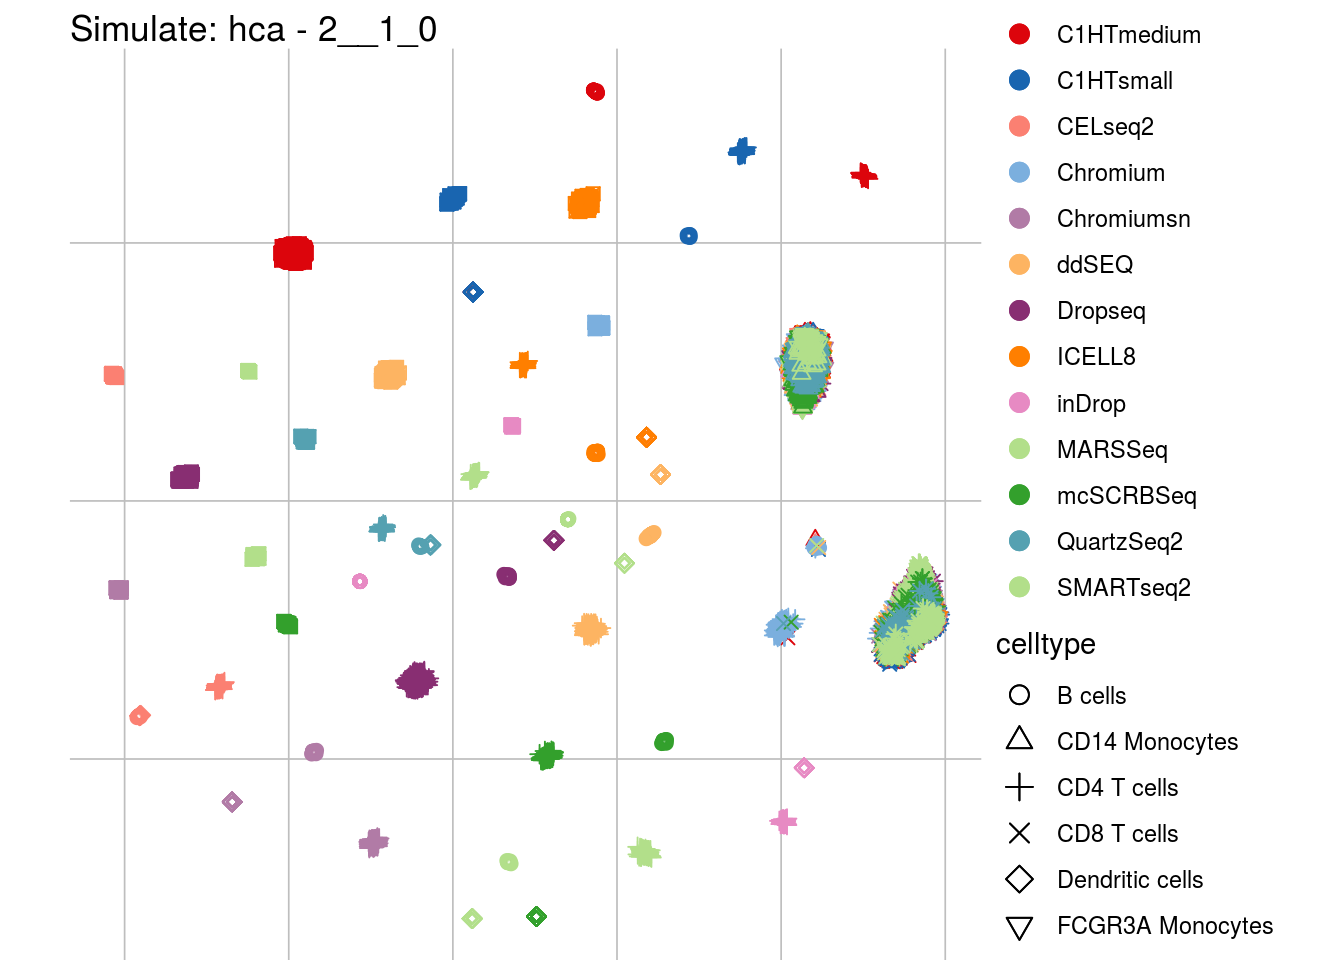 Simulate: hca - 2__1_0
C1HTmedium
C1HTsmall
CELseq2
Chromium
Chromiumsn
ddSEQ
Dropseq
ICELL8
inDrop
MARSSeq
mcSCRBSeq
QuartzSeq2
SMARTseq2
celltype
B cells
CD14 Monocytes
CD4 T cells
CD8 T cells
Dendritic cells
FCGR3A Monocytes